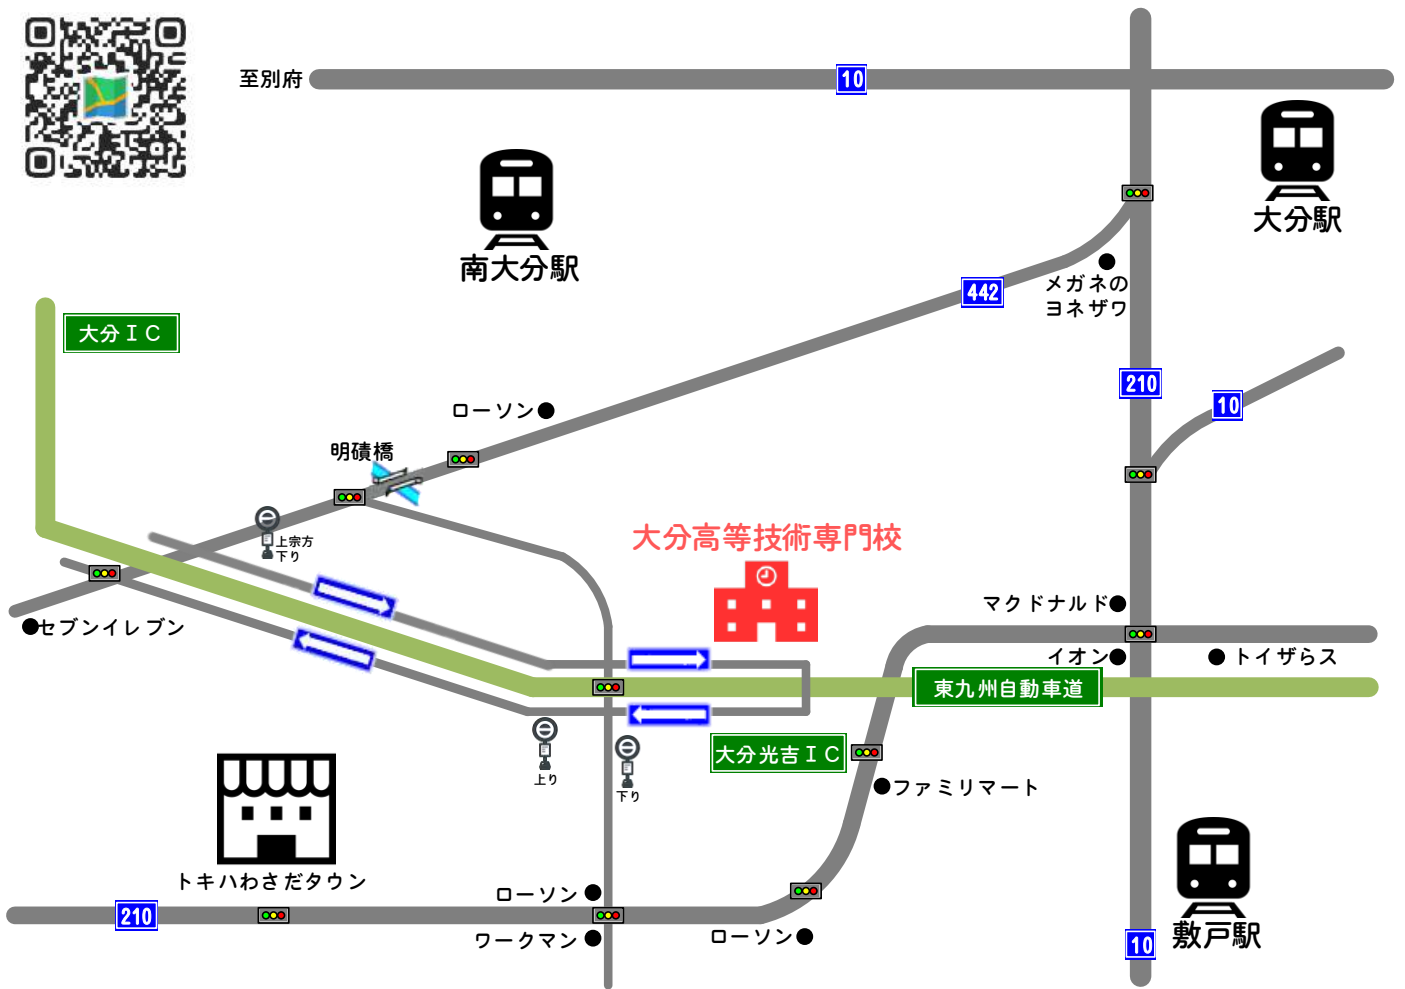 至別府
10
大分駅
南大分駅
442
メガネの
ヨネザワ
大分ＩＣ
210
10
ローソン
明磧橋
上宗方
下り
大分高等技術専門校
マクドナルド
セブンイレブン
イオン
トイザらス
東九州自動車道
大分光吉ＩＣ
上り
下り
ファミリマート
トキハわさだタウン
ローソン
210
ワークマン
ローソン
敷戸駅
10